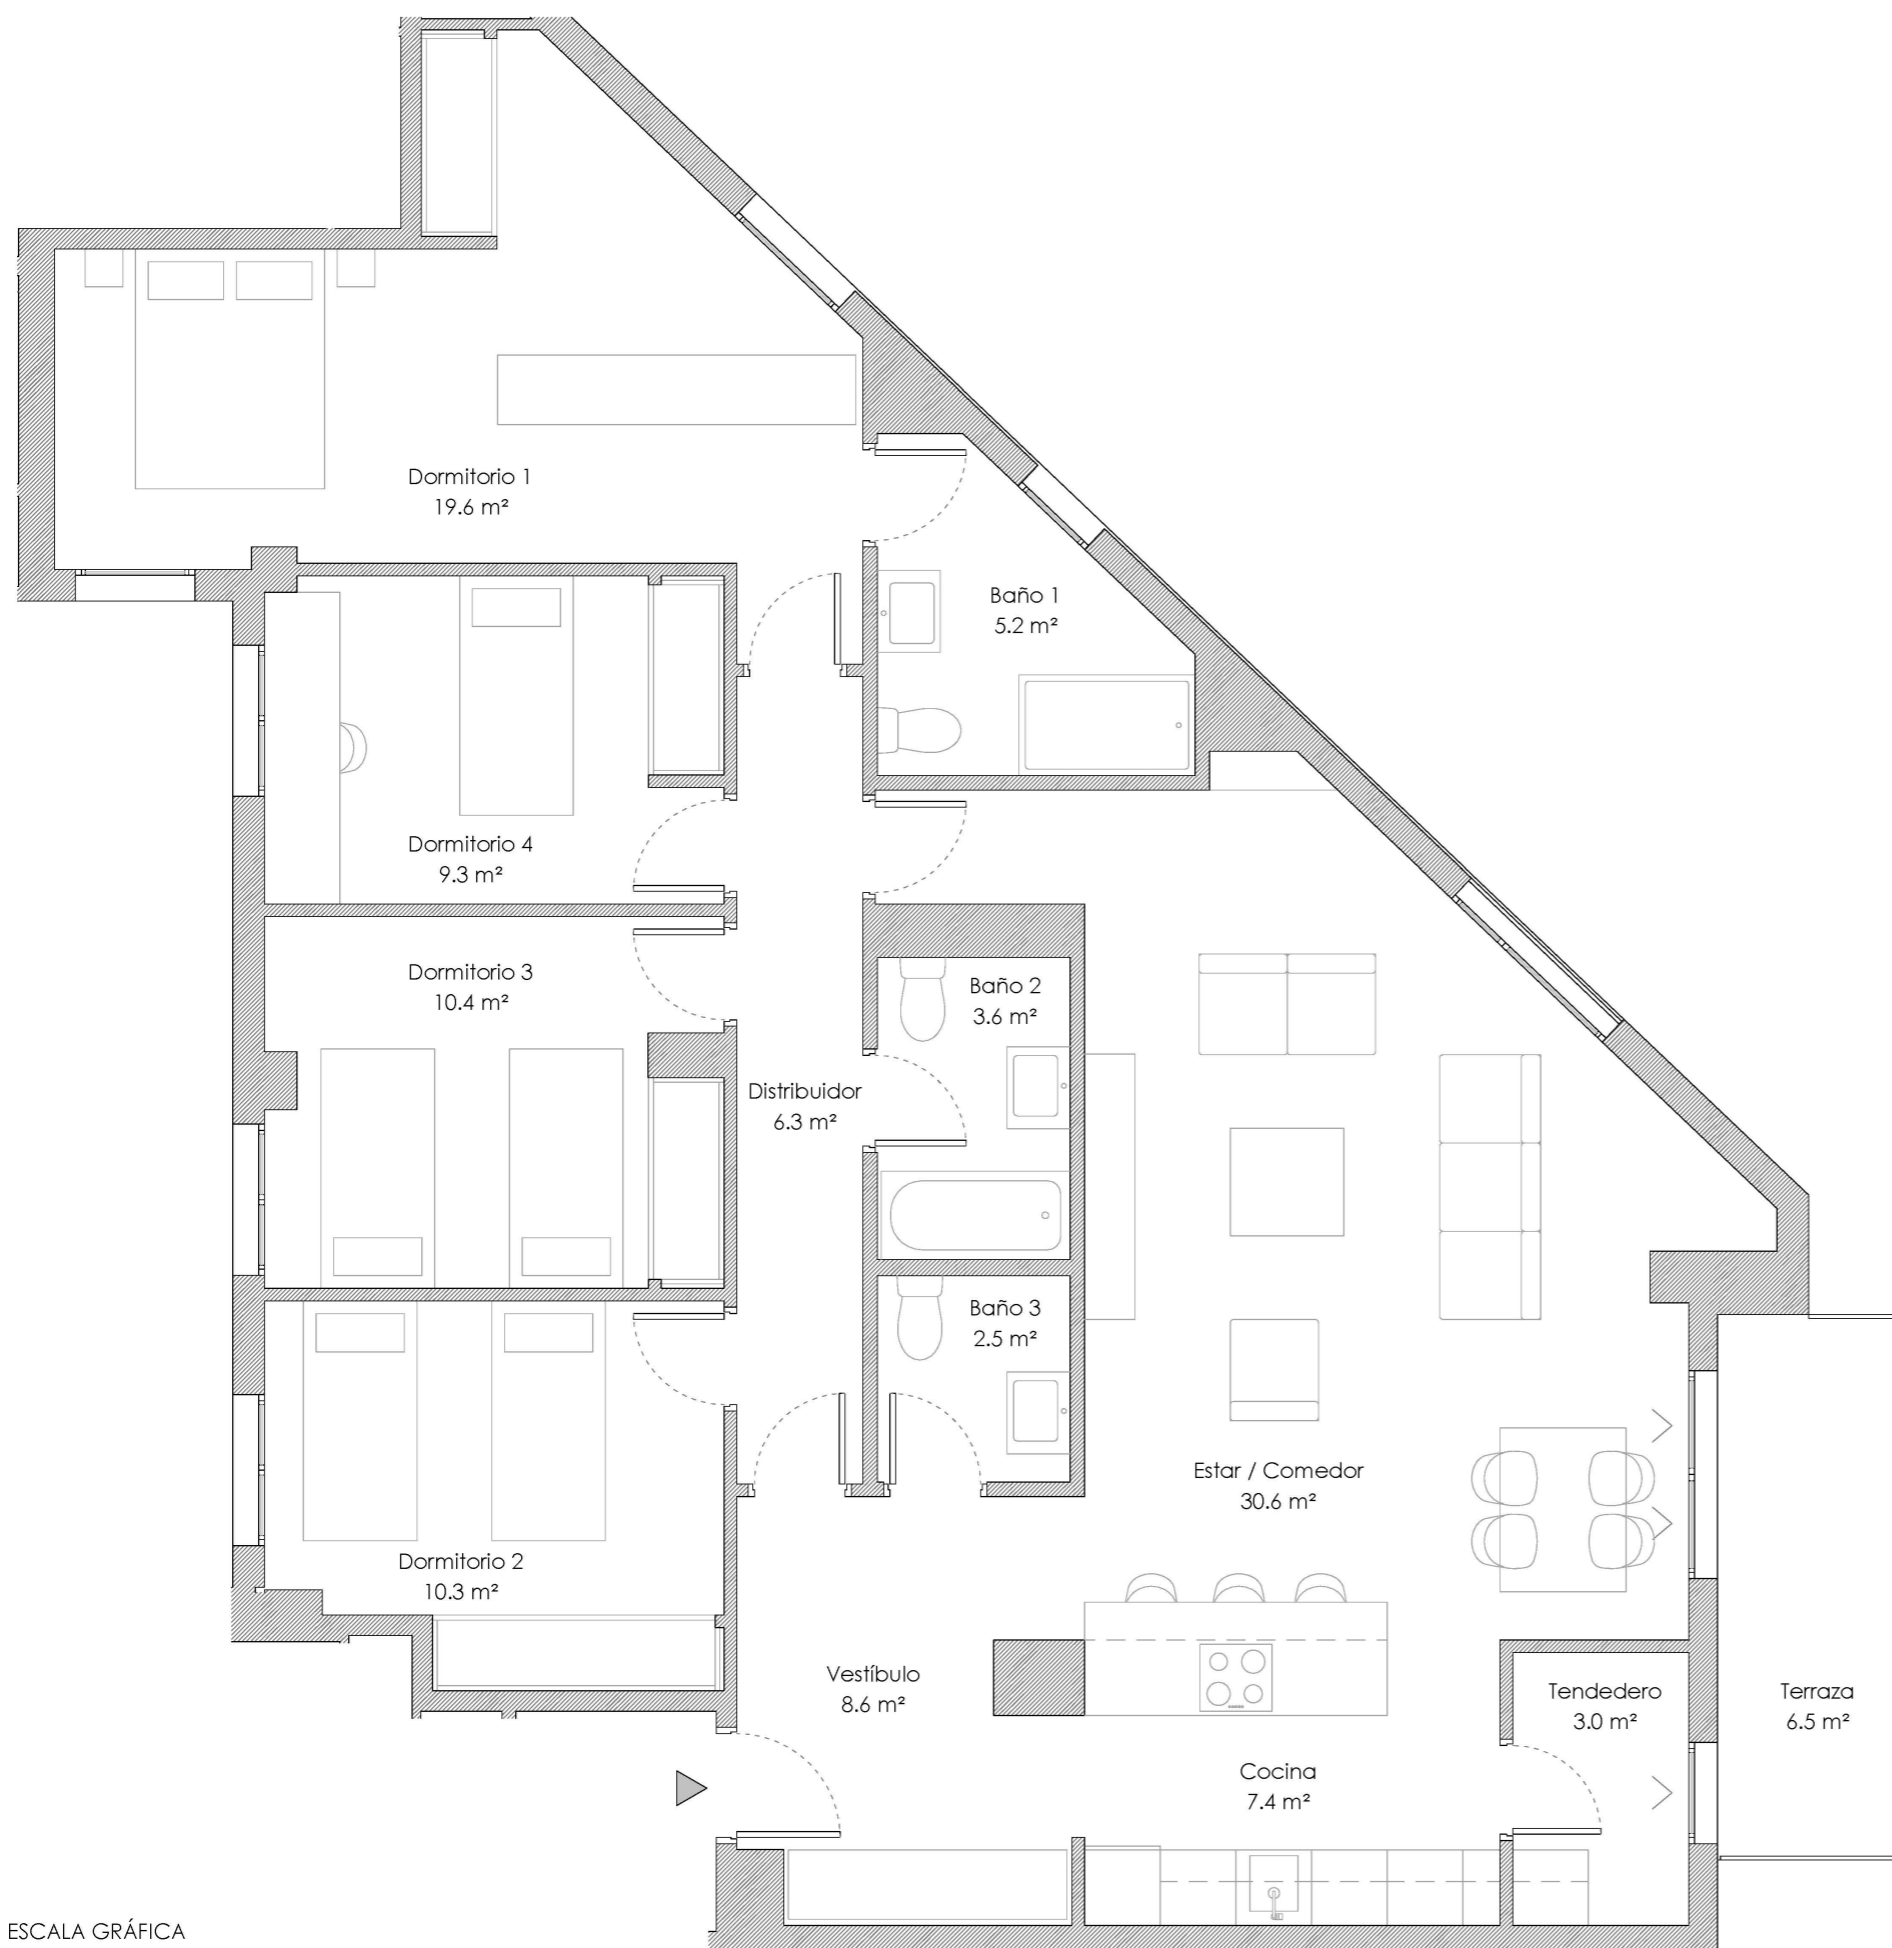 Dormitorio 1
19.6 m²
Baño 1
5.2 m²
Dormitorio 4
9.3 m²
Dormitorio 3
10.4 m²
Baño 2
3.6 m²
Distribuidor
6.3 m²
Baño 3
2.5 m²
Estar / Comedor
30.6 m²
Dormitorio 2
10.3 m²
Vestíbulo
8.6 m²
Tendedero
3.0 m²
Terraza
6.5 m²
Cocina
7.4 m²
ESCALA GRÁFICA